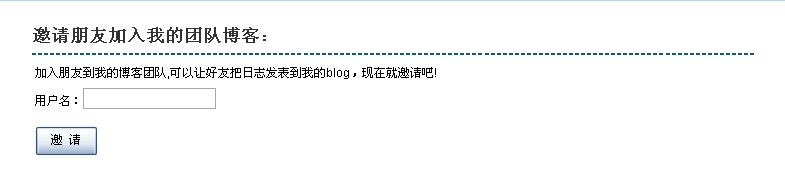 邀请朋友加入我的团队博客：
加入朋友到我的博客团队,可以让好友把日志发表到我的blog，现在就邀请吧!
用户名：
邀 请